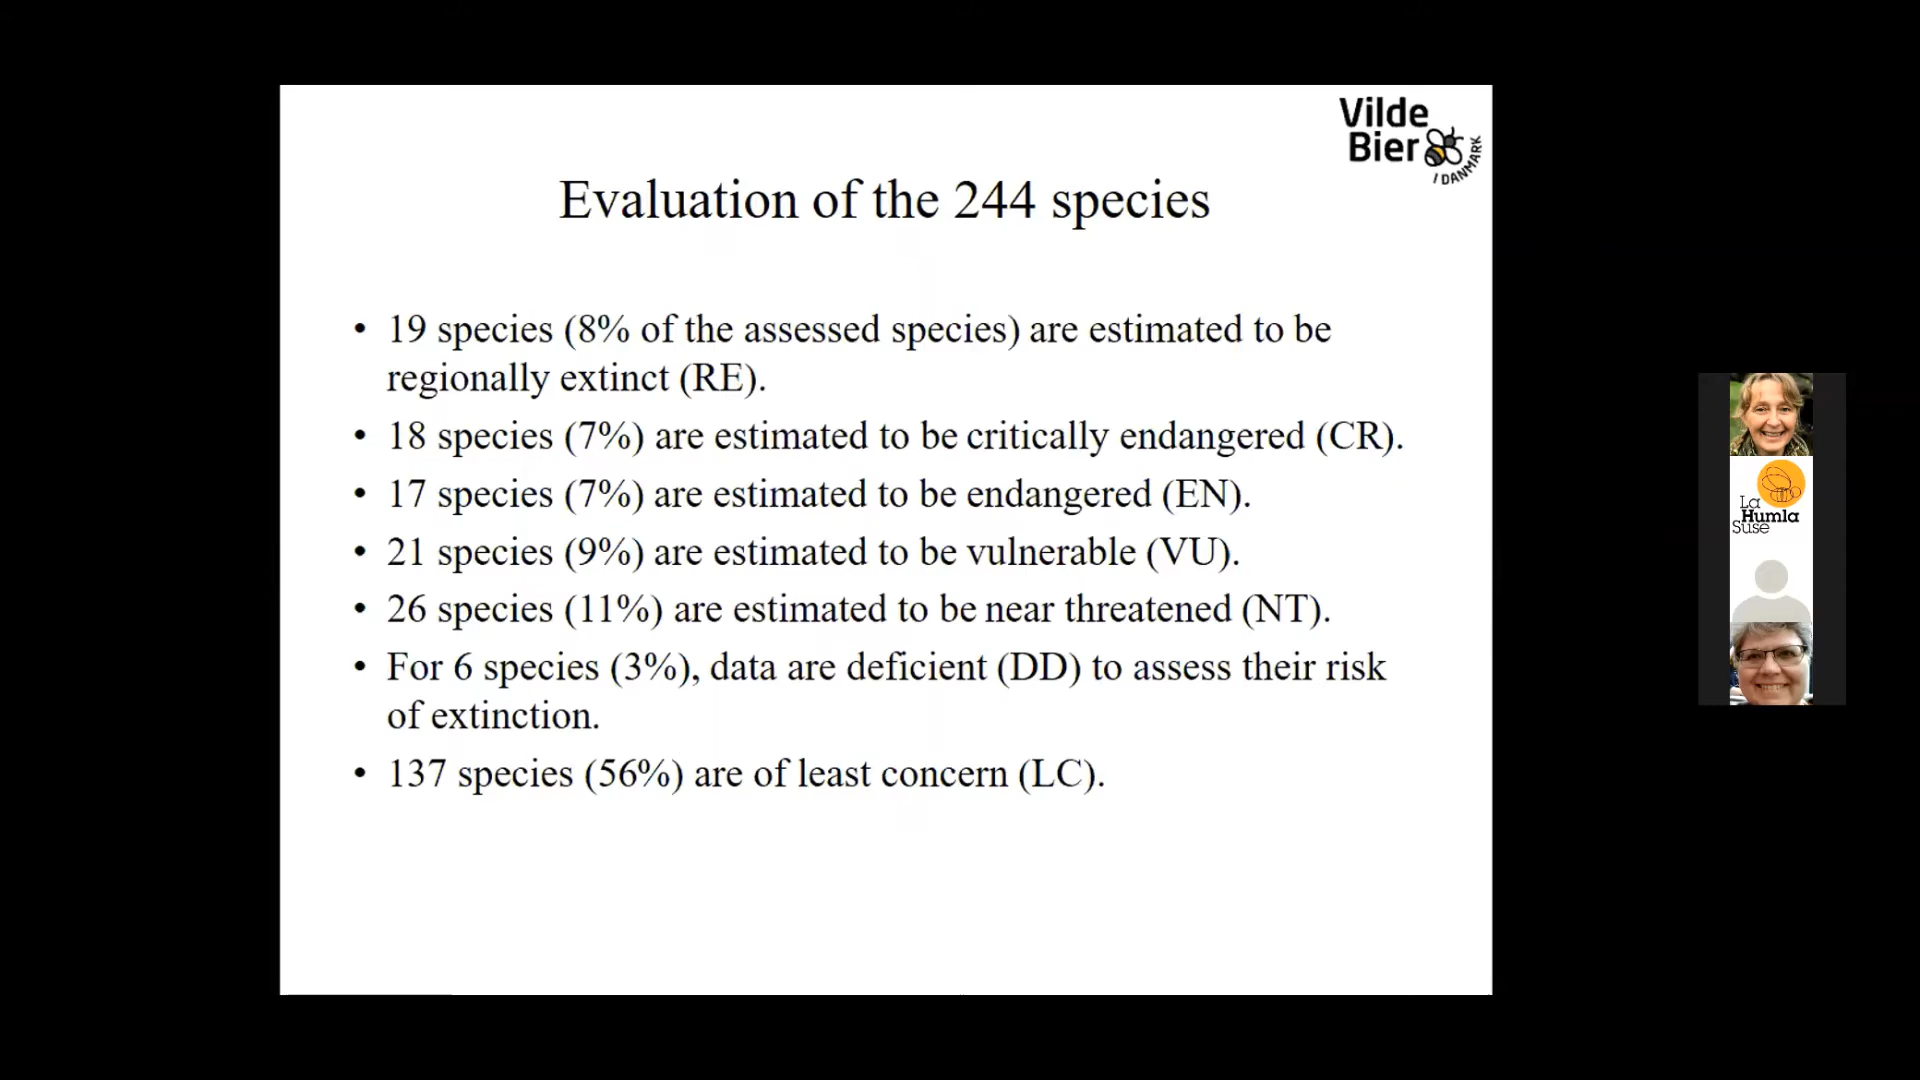 Vilde
Bier
I DANMARK
Evaluation of the 244 species
• 19 species (8% of the assessed species) are estimated to be
regionally extinct (RE).
• 18 species (7%) are estimated to be critically endangered (CR).
• 17 species (7%) are estimated to be endangered (EN).
• 21 species (9%) are estimated to be vulnerable (VU).
• 26 species (11%) are estimated to be near threatened (NT).
• For 6 species (3%), data are deficient (DD) to assess their risk
of extinction.
• 137 species (56%) are of least concern (LC).
La
Humla
Suse